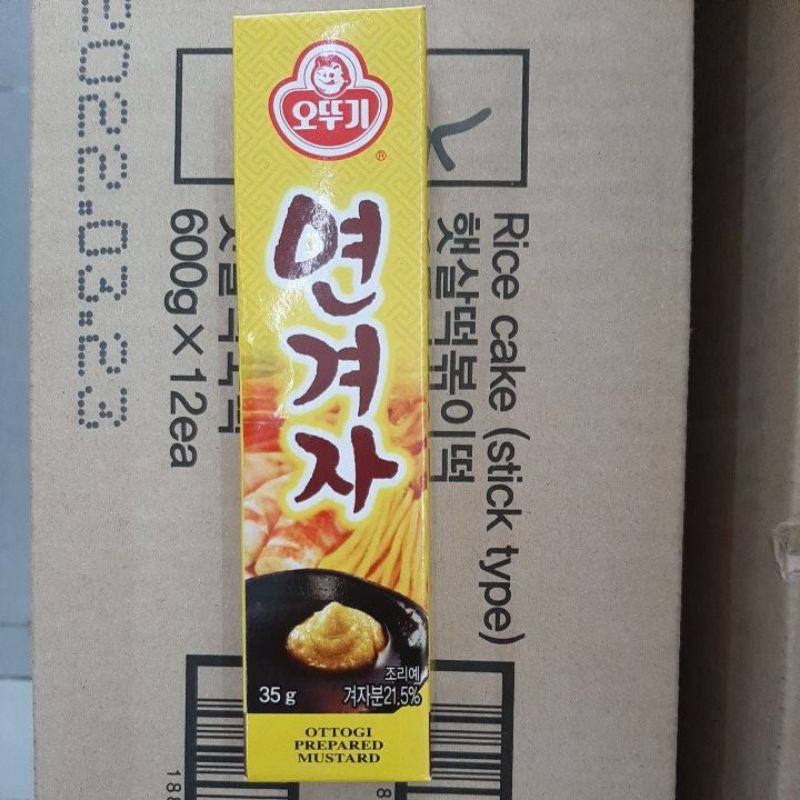 오뚜기
®
연겨자
조리예
35g
겨자분21.5%
OTTOGI
PREPARED
MUSTARD
Rice cake (stick type)
햇살떡볶이떡
600g×12ea
2022.03.23